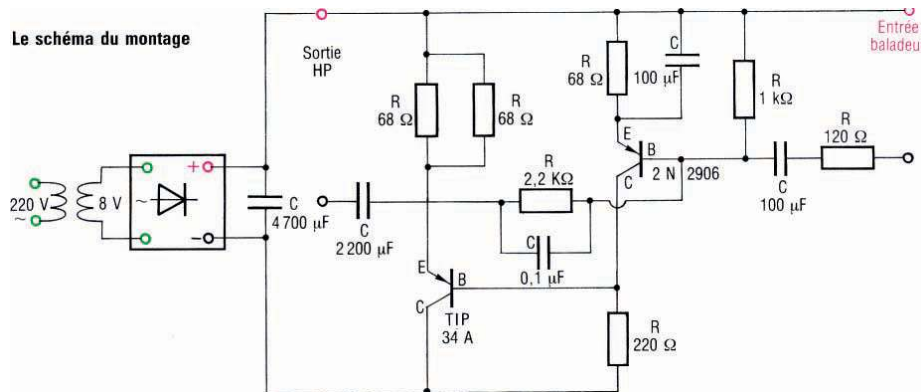 Le schéma du montage
Sortie
HP
Entrée
baladeu
R
68 Ω
R
68 Ω
R
68 Ω
C
100 µF
R
1 kΩ
R
120 Ω
E
B
C
2 N 2906
C
100 µF
220 V
~
8 V
+
~
−
C
4 700 µF
C
2 200 µF
R
2,2 KΩ
C
0,1 µF
E
B
C
TIP
34 A
R
220 Ω